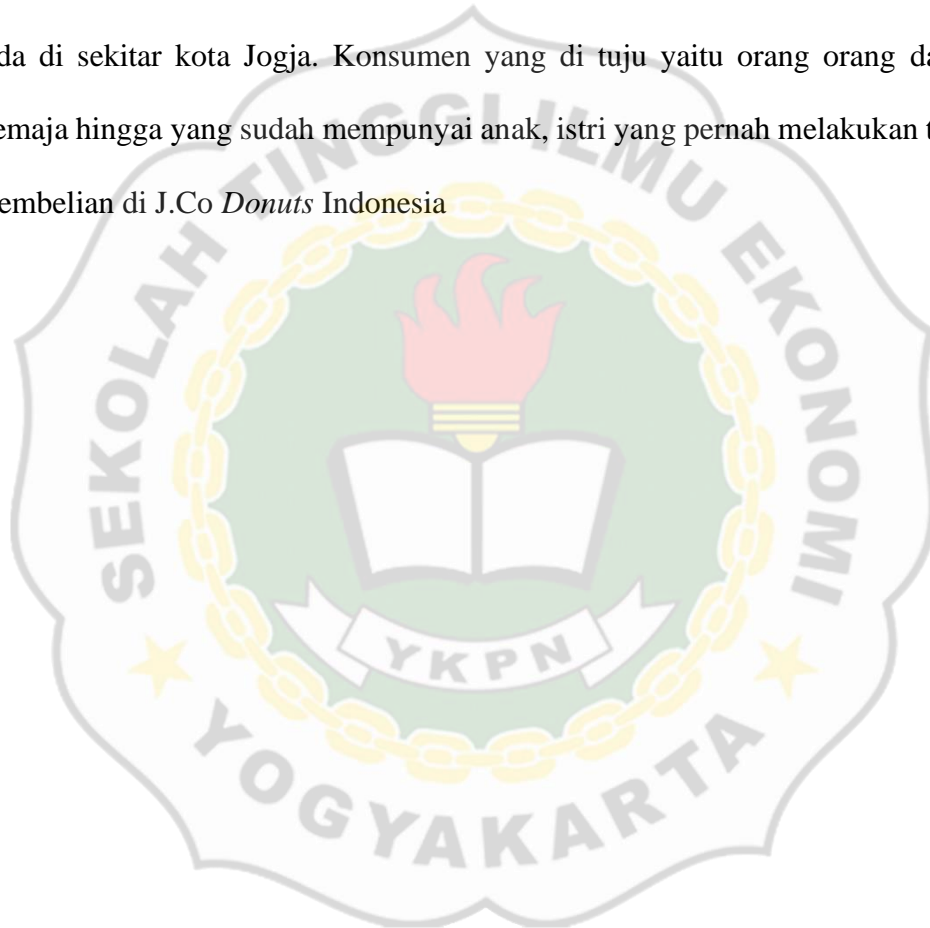 da di sekitar kota Jogja. Konsumen yang di tuju yaitu orang orang da
emaja hingga yang sudah mempunyai anak, istri yang pernah melakukan t
embelian di J.Co Donuts Indonesia
SEKOLAH TINGGI ILMU EKONOMI
YKPN
YOGYAKARTA